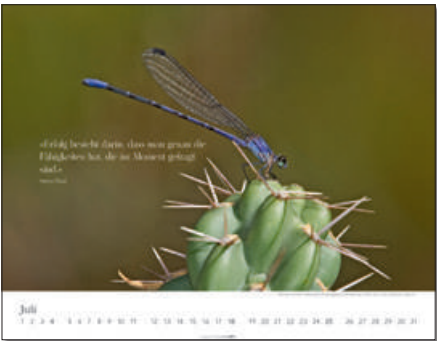 »Erfolg besteht darin, dass man genau die
Fähigkeiten hat, die im Moment gefragt
sind.«
Juli
1 2 3 4 5 6 7 8 9 10 11 12 13 14 15 16 17 18 19 20 21 22 23 24 25 26 27 28 29 30 31